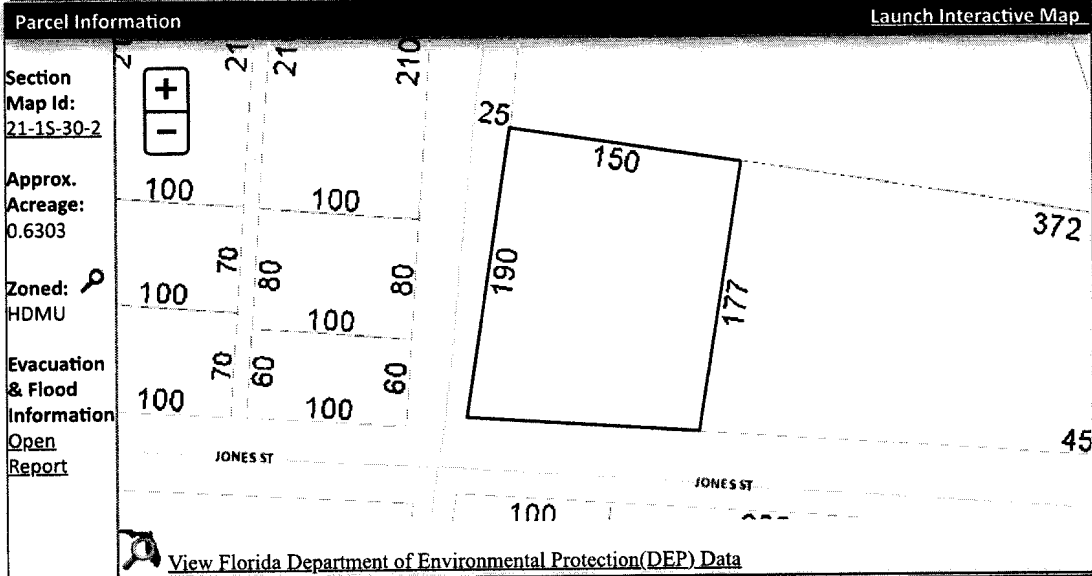 Parcel Information
Launch Interactive Map
Section
Map Id:
21-1S-30-2
Approx.
Acreage:
0.6303
Zoned:
HDMU
Evacuation
& Flood
Information
Open
Report
+
−
21
21
210
25
150
372
100
100
190
177
70
80
80
100
100
70
60
60
100
100
45
JONES ST
JONES ST
100
View Florida Department of Environmental Protection(DEP) Data